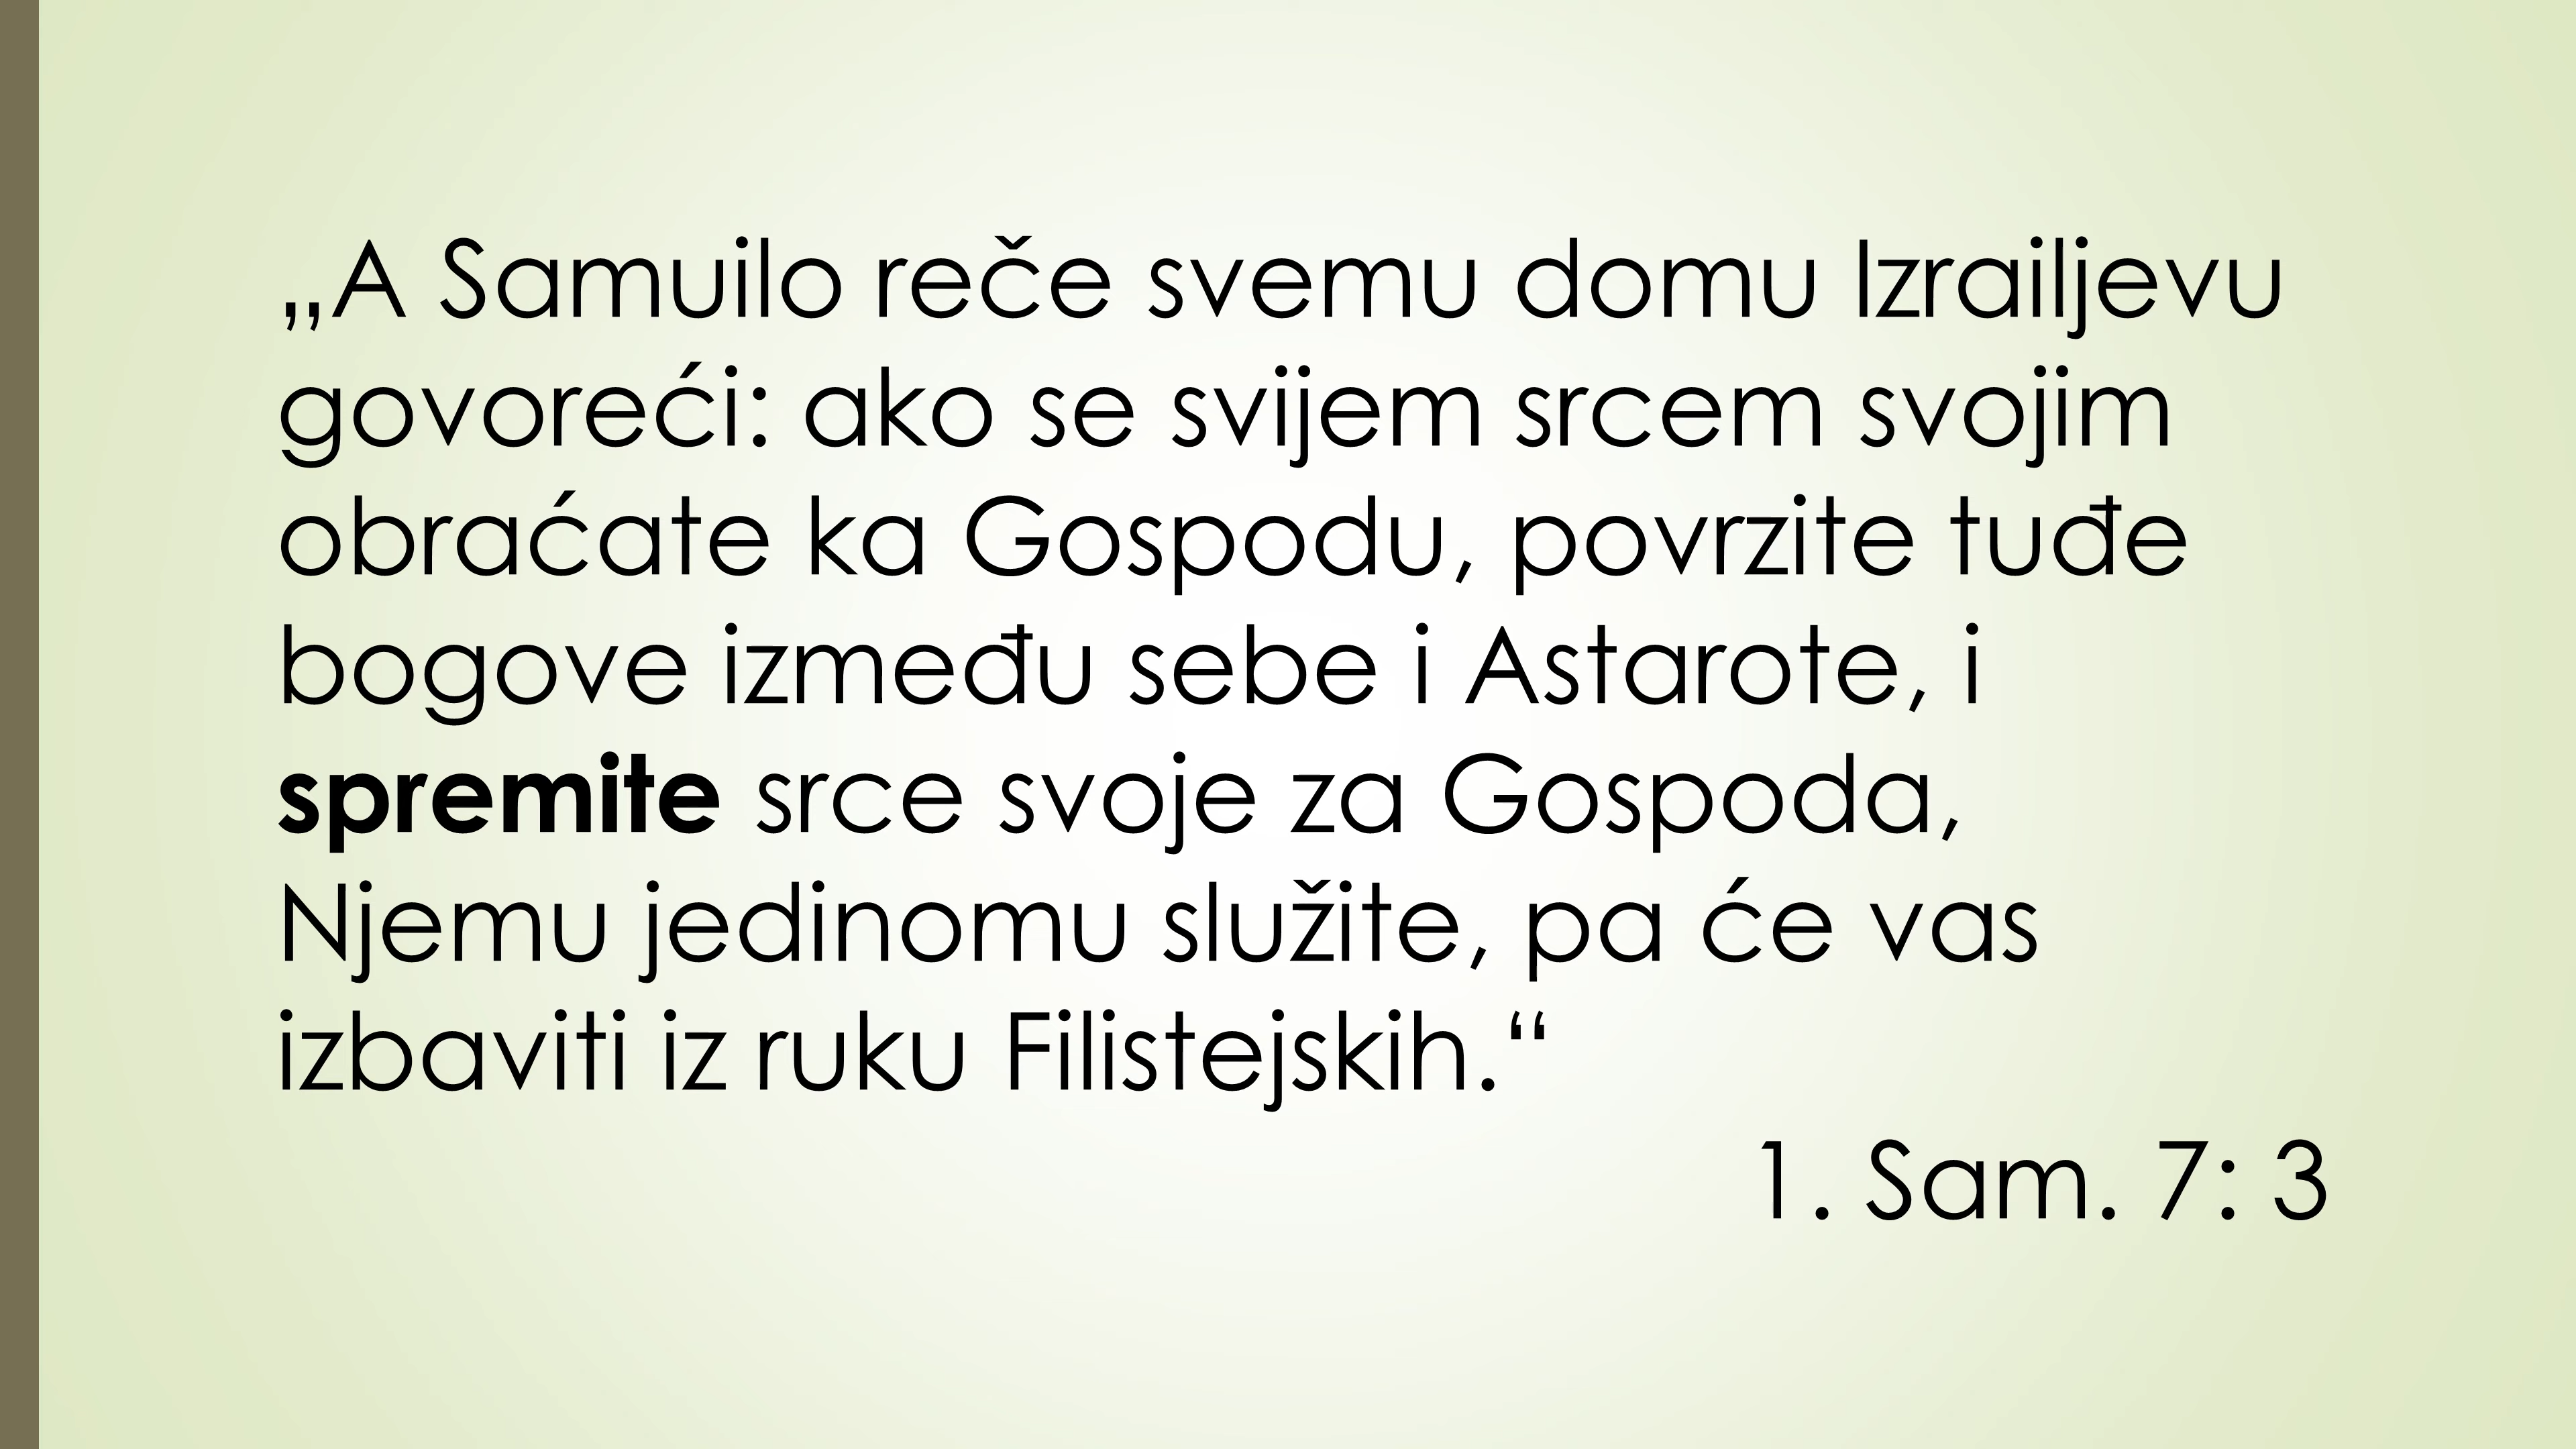 „A Samuilo reče svemu domu Izrailjevu
govoreći: ako se svijem srcem svojim
obraćate ka Gospodu, povrzite tuđe
bogove između sebe i Astarote, i
spremite srce svoje za Gospoda,
Njemu jedinomu služite, pa će vas
izbaviti iz ruku Filistejskih.“
1. Sam. 7: 3